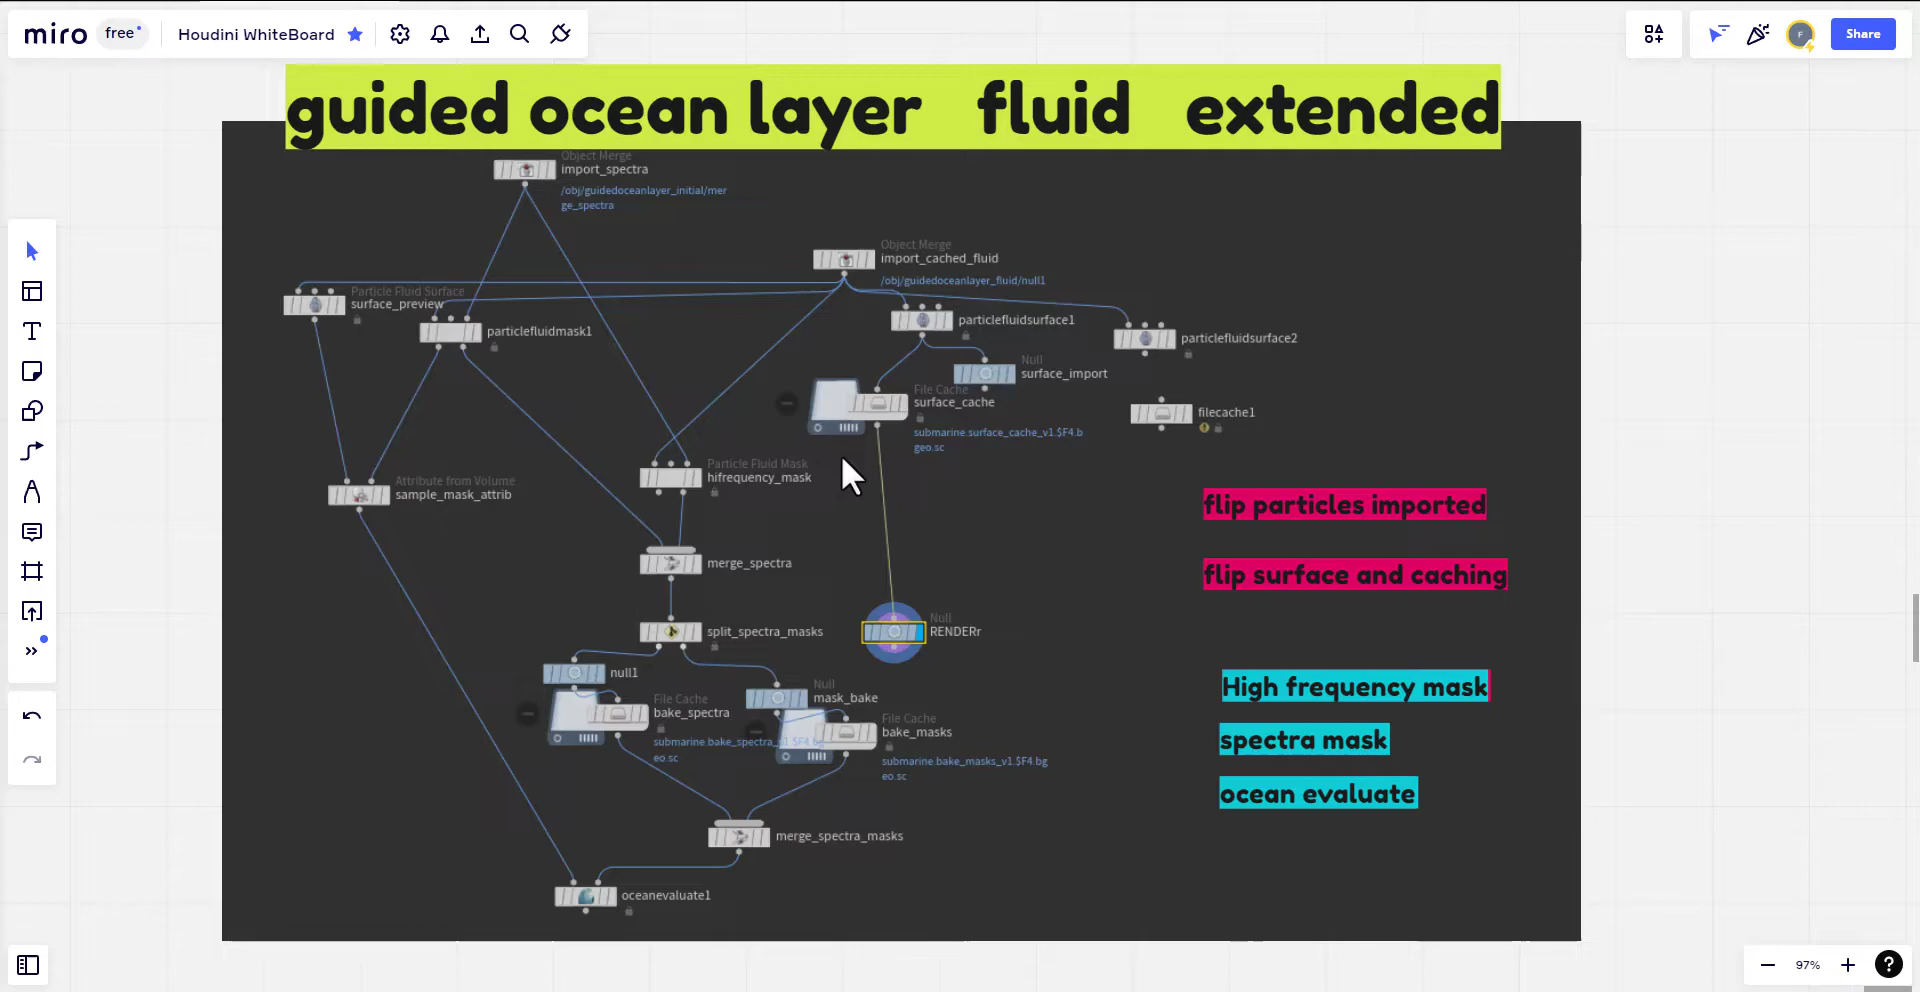 miro free Houdini WhiteBoard
Share
guided ocean layer fluid extended
Object Merge
import_spectra
/obj/guidedoceanlayer_initial/mer
ge_spectra
Object Merge
import_cached_fluid
/obj/guidedoceanlayer_fluid/null1
Particle Fluid Surface
surface_preview
particlefluidmask1
particlefluidsurface1
particlefluidsurface2
Null
surface_import
File Cache
surface_cache
submarine.surface_cache_v1.$F4.b
geo.sc
filecache1
Particle Fluid Mask
hifrequency_mask
Attribute from Volume
sample_mask_attrib
flip particles imported
merge_spectra
flip surface and caching
split_spectra_masks
Null
RENDERr
null1
Null
mask_bake
High frequency mask
File Cache
bake_spectra
submarine.bake_spectra_v1.$F4.bg
eo.sc
File Cache
bake_masks
submarine.bake_masks_v1.$F4.bg
eo.sc
spectra mask
ocean evaluate
merge_spectra_masks
oceanevaluate1
97%
?
F